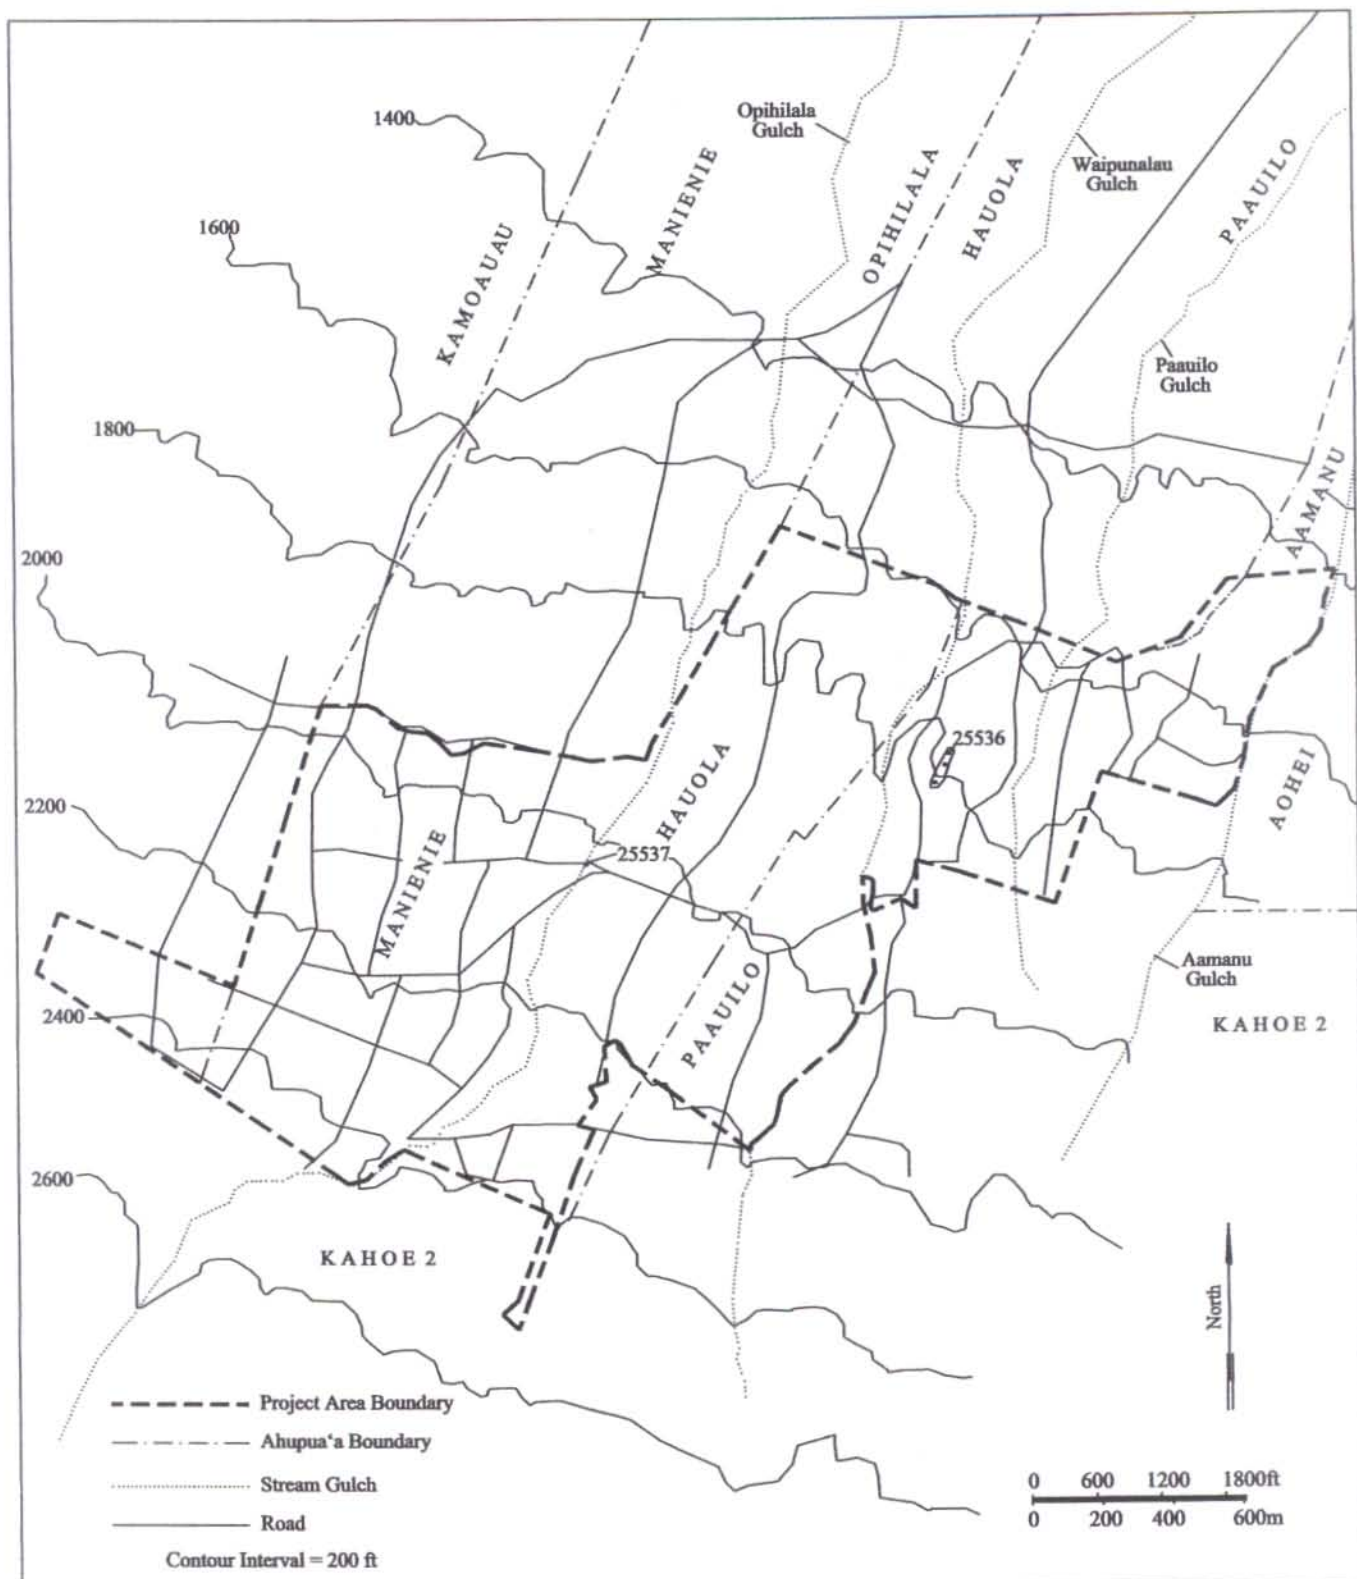 Opihilala
Gulch
1400
Waipunalau
Gulch
PAAUILO
MANIENIE
OPIHILALA
HAUOLA
1600
KAMOAUAU
Paauilo
Gulch
1800
AAMANU
2000
25536
HAUOLA
AOHEI
2200
25537
MANIENIE
PAAUILO
Aamanu
Gulch
2400
KAHOE 2
2600
KAHOE 2
North
Project Area Boundary
Ahupua‘a Boundary
Stream Gulch
Road
Contour Interval = 200 ft
0 600 1200 1800ft
0 200 400 600m